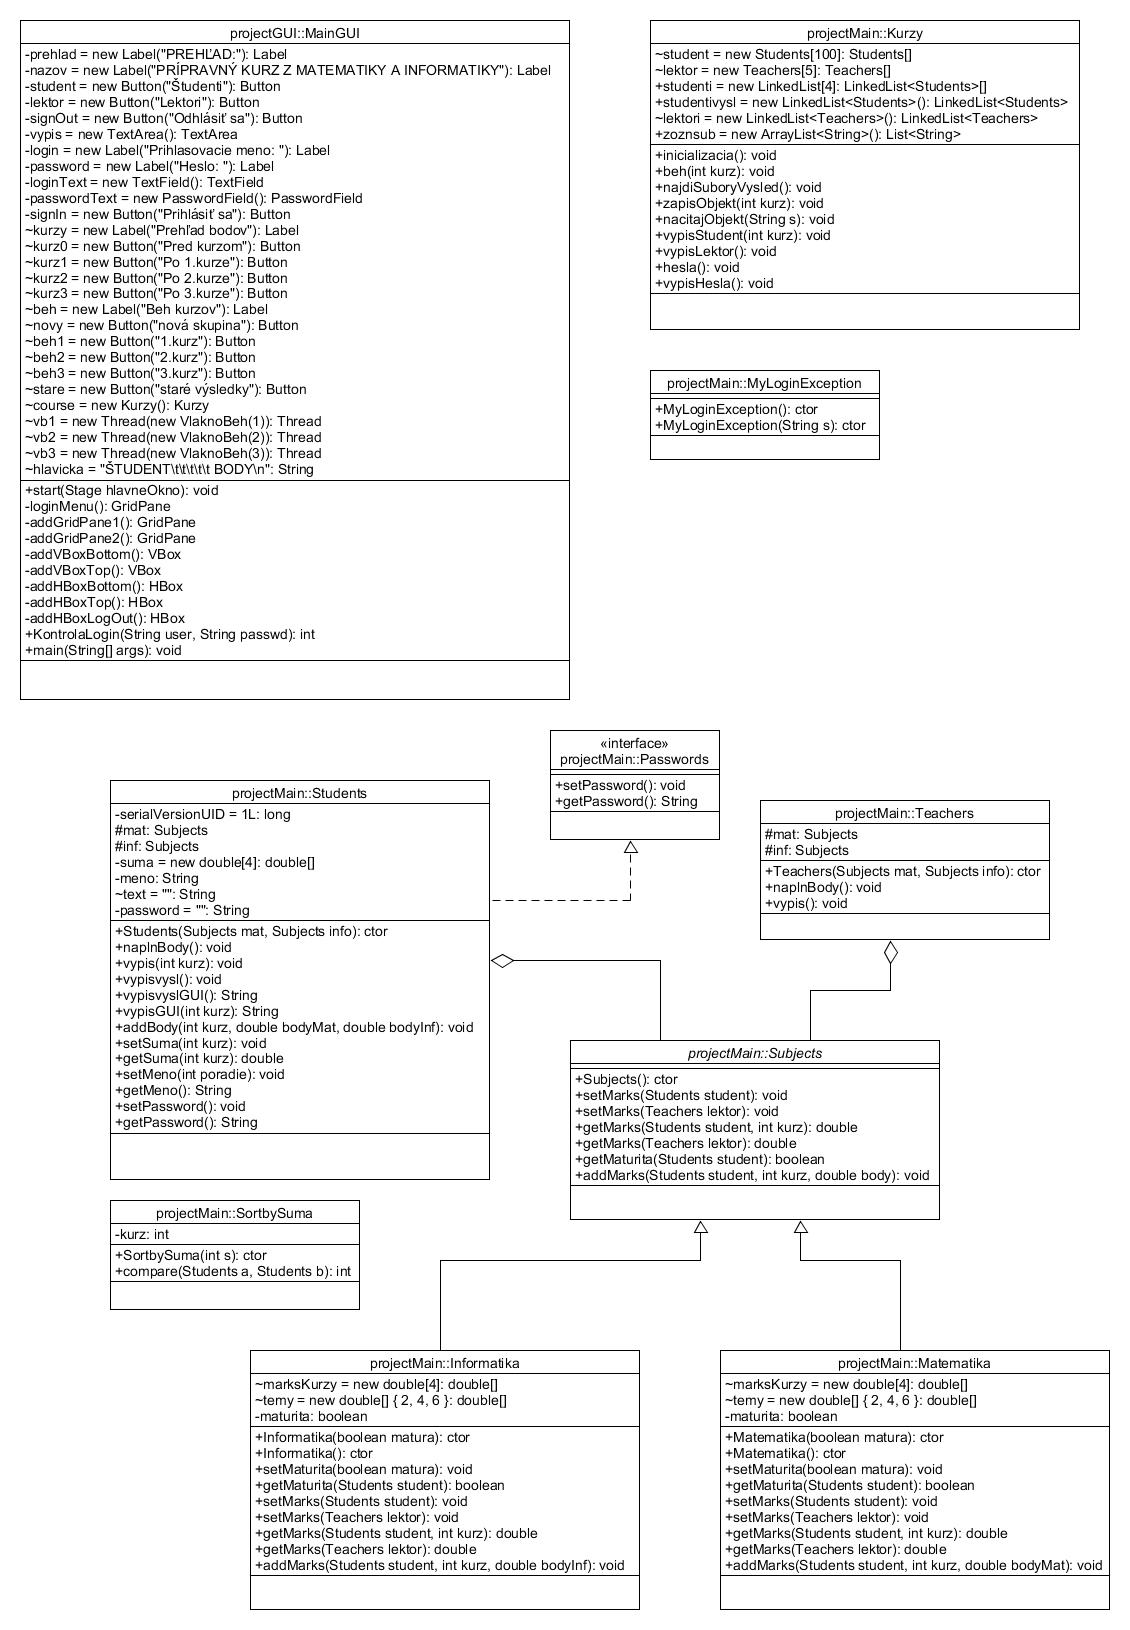 projectGUI::MainGUI
-prehlad = new Label("PREHĽAD:"): Label
-nazov = new Label("PRÍPRAVNÝ KURZ Z MATEMATIKY A INFORMATIKY"): Label
-student = new Button("Študenti"): Button
-lektor = new Button("Lektori"): Button
-signOut = new Button("Odhlásiť sa"): Button
-vypis = new TextArea(): TextArea
-login = new Label("Prihlasovacie meno: "): Label
-password = new Label("Heslo: "): Label
-loginText = new TextField(): TextField
-passwordText = new PasswordField(): PasswordField
-signIn = new Button("Prihlásiť sa"): Button
~kurzy = new Label("Prehľad bodov"): Label
~kurz0 = new Button("Pred kurzom"): Button
~kurz1 = new Button("Po 1.kurze"): Button
~kurz2 = new Button("Po 2.kurze"): Button
~kurz3 = new Button("Po 3.kurze"): Button
~beh = new Label("Beh kurzov"): Label
~novy = new Button("nová skupina"): Button
~beh1 = new Button("1.kurz"): Button
~beh2 = new Button("2.kurz"): Button
~beh3 = new Button("3.kurz"): Button
~stare = new Button("staré výsledky"): Button
~course = new Kurzy(): Kurzy
~vb1 = new Thread(new VlaknoBeh(1)): Thread
~vb2 = new Thread(new VlaknoBeh(2)): Thread
~vb3 = new Thread(new VlaknoBeh(3)): Thread
~hlavicka = "ŠTUDENT\t\t\t\t\t BODY\n": String
+start(Stage hlavneOkno): void
-loginMenu(): GridPane
-addGridPane1(): GridPane
-addGridPane2(): GridPane
-addVBoxBottom(): VBox
-addVBoxTop(): VBox
-addHBoxBottom(): HBox
-addHBoxTop(): HBox
-addHBoxLogOut(): HBox
+KontrolaLogin(String user, String passwd): int
+main(String[] args): void
projectMain::Kurzy
~student = new Students[100]: Students[]
~lektor = new Teachers[5]: Teachers[]
+studenti = new LinkedList[4]: LinkedList<Students>[]
+studentivysl = new LinkedList<Students>(): LinkedList<Students>
~lektori = new LinkedList<Teachers>(): LinkedList<Teachers>
+zoznsub = new ArrayList<String>(): List<String>
+inicializacia(): void
+beh(int kurz): void
+najdiSuboryVysled(): void
+zapisObjekt(int kurz): void
+nacitajObjekt(String s): void
+vypisStudent(int kurz): void
+vypisLektor(): void
+hesla(): void
+vypisHesla(): void
projectMain::MyLoginException
+MyLoginException(): ctor
+MyLoginException(String s): ctor
«interface»
projectMain::Passwords
+setPassword(): void
+getPassword(): String
projectMain::Students
-serialVersionUID = 1L: long
#mat: Subjects
#inf: Subjects
-suma = new double[4]: double[]
-meno: String
~text = "": String
-password = "": String
+Students(Subjects mat, Subjects info): ctor
+naplnBody(): void
+vypis(int kurz): void
+vypisvysl(): void
+vypisvyslGUI(): String
+vypisGUI(int kurz): String
+addBody(int kurz, double bodyMat, double bodyInf): void
+setSuma(int kurz): void
+getSuma(int kurz): double
+setMeno(int poradie): void
+getMeno(): String
+setPassword(): void
+getPassword(): String
projectMain::Teachers
#mat: Subjects
#inf: Subjects
+Teachers(Subjects mat, Subjects info): ctor
+naplnBody(): void
+vypis(): void
projectMain::Subjects
+Subjects(): ctor
+setMarks(Students student): void
+setMarks(Teachers lektor): void
+getMarks(Students student, int kurz): double
+getMarks(Teachers lektor): double
+getMaturita(Students student): boolean
+addMarks(Students student, int kurz, double body): void
projectMain::SortbySuma
-kurz: int
+SortbySuma(int s): ctor
+compare(Students a, Students b): int
projectMain::Informatika
~marksKurzy = new double[4]: double[]
~temy = new double[] { 2, 4, 6 }: double[]
-maturita: boolean
+Informatika(boolean matura): ctor
+Informatika(): ctor
+setMaturita(boolean matura): void
+getMaturita(Students student): boolean
+setMarks(Students student): void
+setMarks(Teachers lektor): void
+getMarks(Students student, int kurz): double
+getMarks(Teachers lektor): double
+addMarks(Students student, int kurz, double bodyInf): void
projectMain::Matematika
~marksKurzy = new double[4]: double[]
~temy = new double[] { 2, 4, 6 }: double[]
-maturita: boolean
+Matematika(boolean matura): ctor
+Matematika(): ctor
+setMaturita(boolean matura): void
+getMaturita(Students student): boolean
+setMarks(Students student): void
+setMarks(Teachers lektor): void
+getMarks(Students student, int kurz): double
+getMarks(Teachers lektor): double
+addMarks(Students student, int kurz, double bodyMat): void